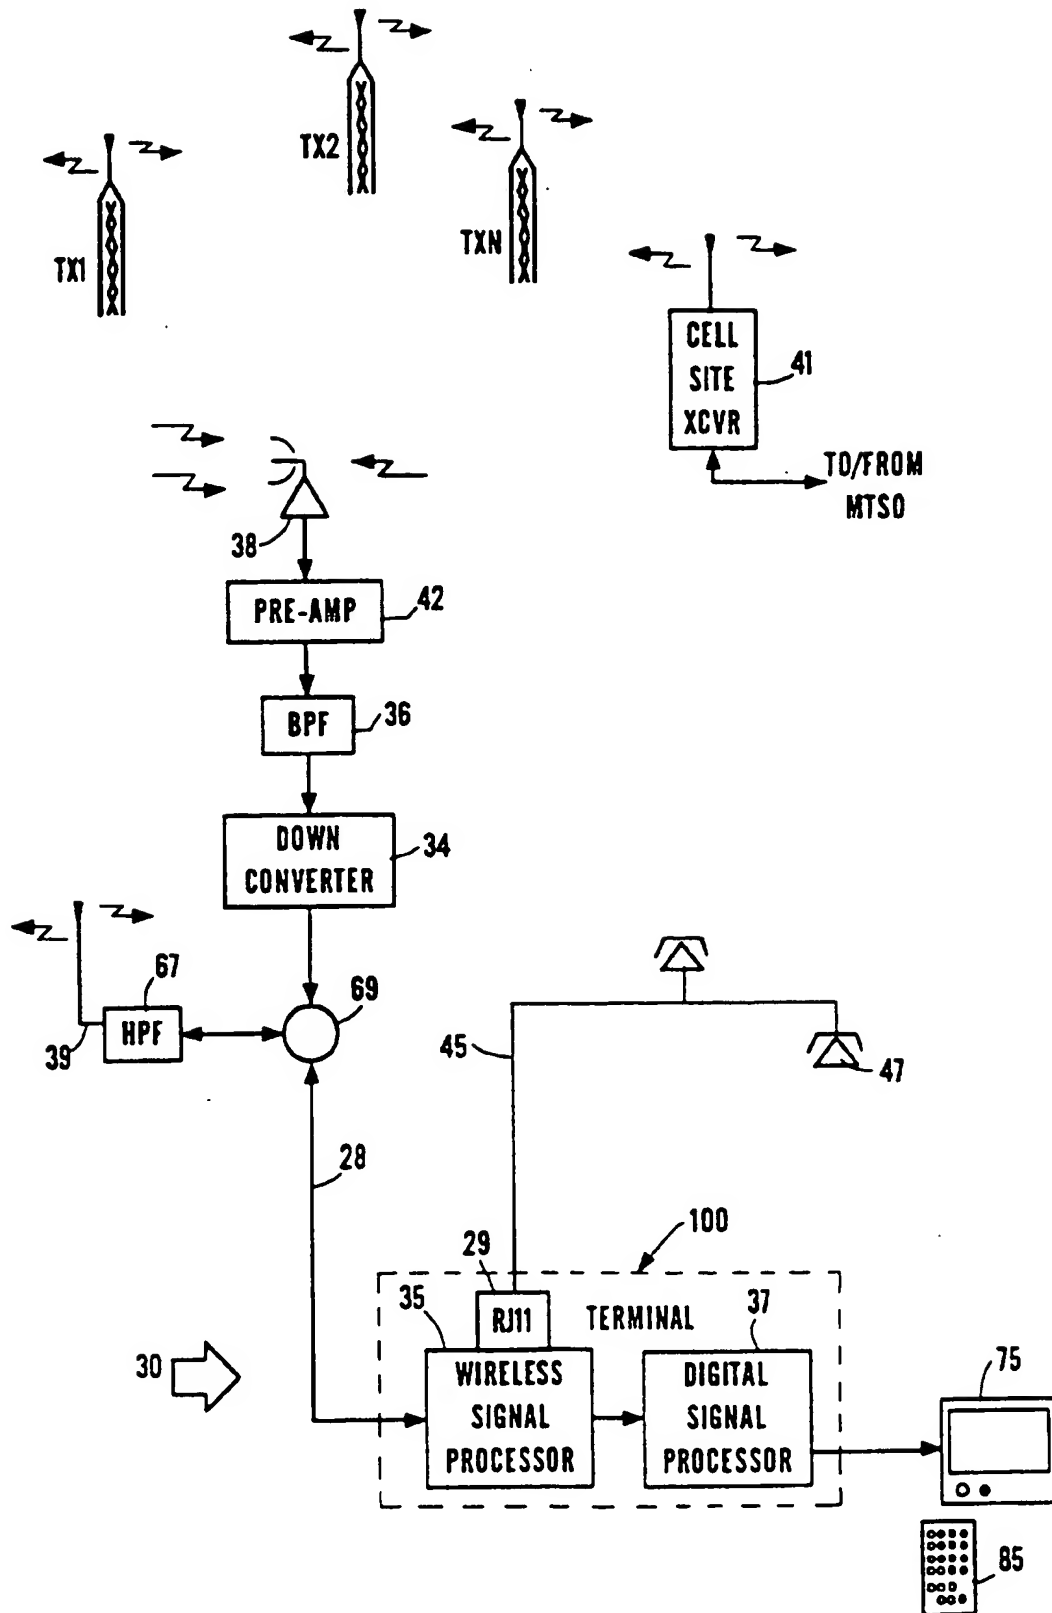 TX2
TXN
TX1
CELL
SITE
XCVR
41
TO/FROM
MTSO
38
PRE-AMP
42
BPF
36
DOWN
CONVERTER
34
67
HPF
39
69
45
47
28
100
29
35
RJ11
TERMINAL
37
30
WIRELESS
SIGNAL
PROCESSOR
DIGITAL
SIGNAL
PROCESSOR
75
85